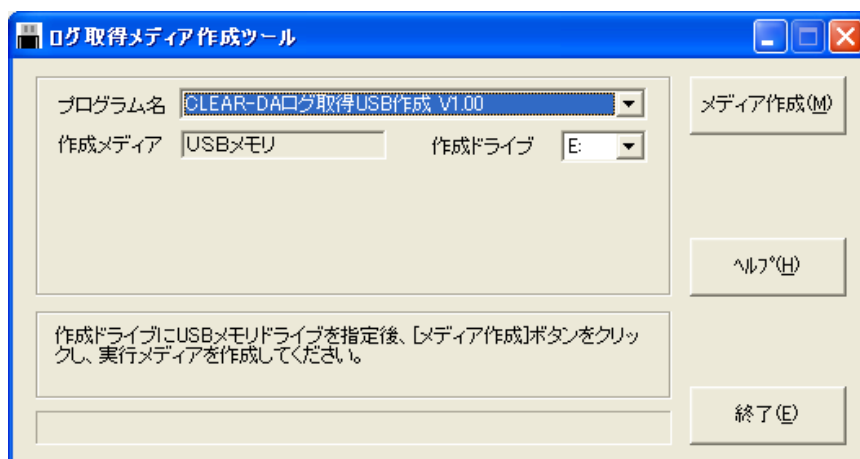 ログ取得メディア作成ツール
プログラム名 CLEAR-DAログ取得USB作成 V1.00
メディア作成(M)
作成メディア USBメモリ 作成ドライブ E:
ﾍﾙﾌﾟ(H)
作成ドライブにUSBメモリドライブを指定後、[メディア作成]ボタンをクリッ
クし、実行メディアを作成してください。
終了(E)